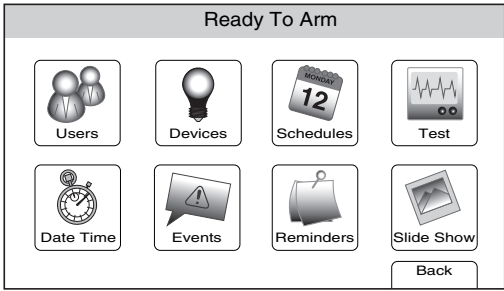 Ready To Arm
MONDAY
12
Users
Devices
Schedules
Test
Date Time
Events
Reminders
Slide Show
Back